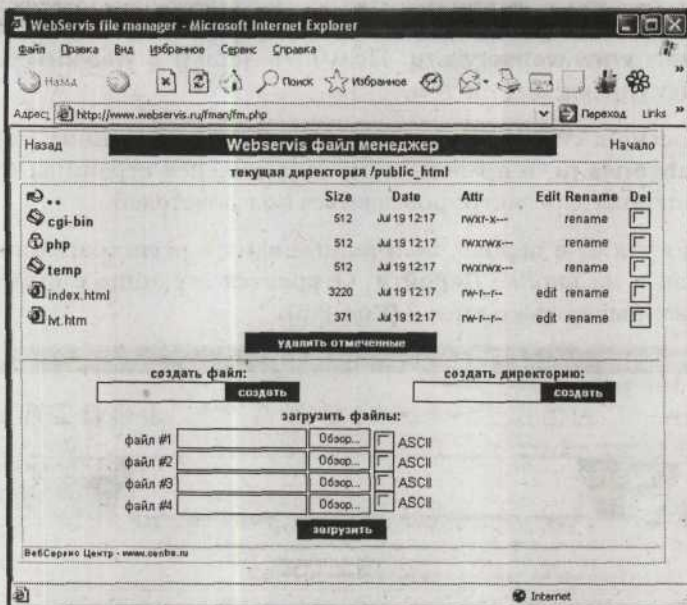 WebServis file manager - Microsoft Internet Explorer
Файл Правка Вид Избранное Сервис Справка
Назад Поиск Избранное
Адрес: http://www.webservis.ru/fman/fm.php Переход Links »
Назад Webservis файл менеджер Начало
текущая директория /public_html
.. Size Date Attr Edit Rename Del
cgi-bin 512 Jul 19 12:17 rwxr-x--- rename
php 512 Jul 19 12:17 rwxrwx--- rename
temp 512 Jul 19 12:17 rwxrwx--- rename
index.html 3220 Jul 19 12:17 rw-r--r-- edit rename
lvt.htm 371 Jul 19 12:17 rw-r--r-- edit rename
удалить отмеченные
создать файл: создать директорию:
создать создать
загрузить файлы:
файл #1 Обзор... ASCII
файл #2 Обзор... ASCII
файл #3 Обзор... ASCII
файл #4 Обзор... ASCII
загрузить
ВебСервис Центр - www.centre.ru
Internet